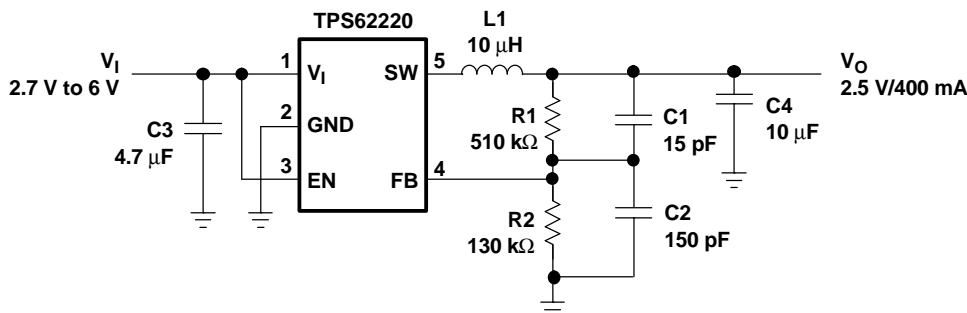 TPS62220
L1
10 μH
V_I
2.7 V to 6 V
1
V_I
SW
5
V_O
2.5 V/400 mA
2
GND
R1
510 kΩ
C1
15 pF
C4
10 μF
C3
4.7 μF
3
EN
FB
4
R2
130 kΩ
C2
150 pF